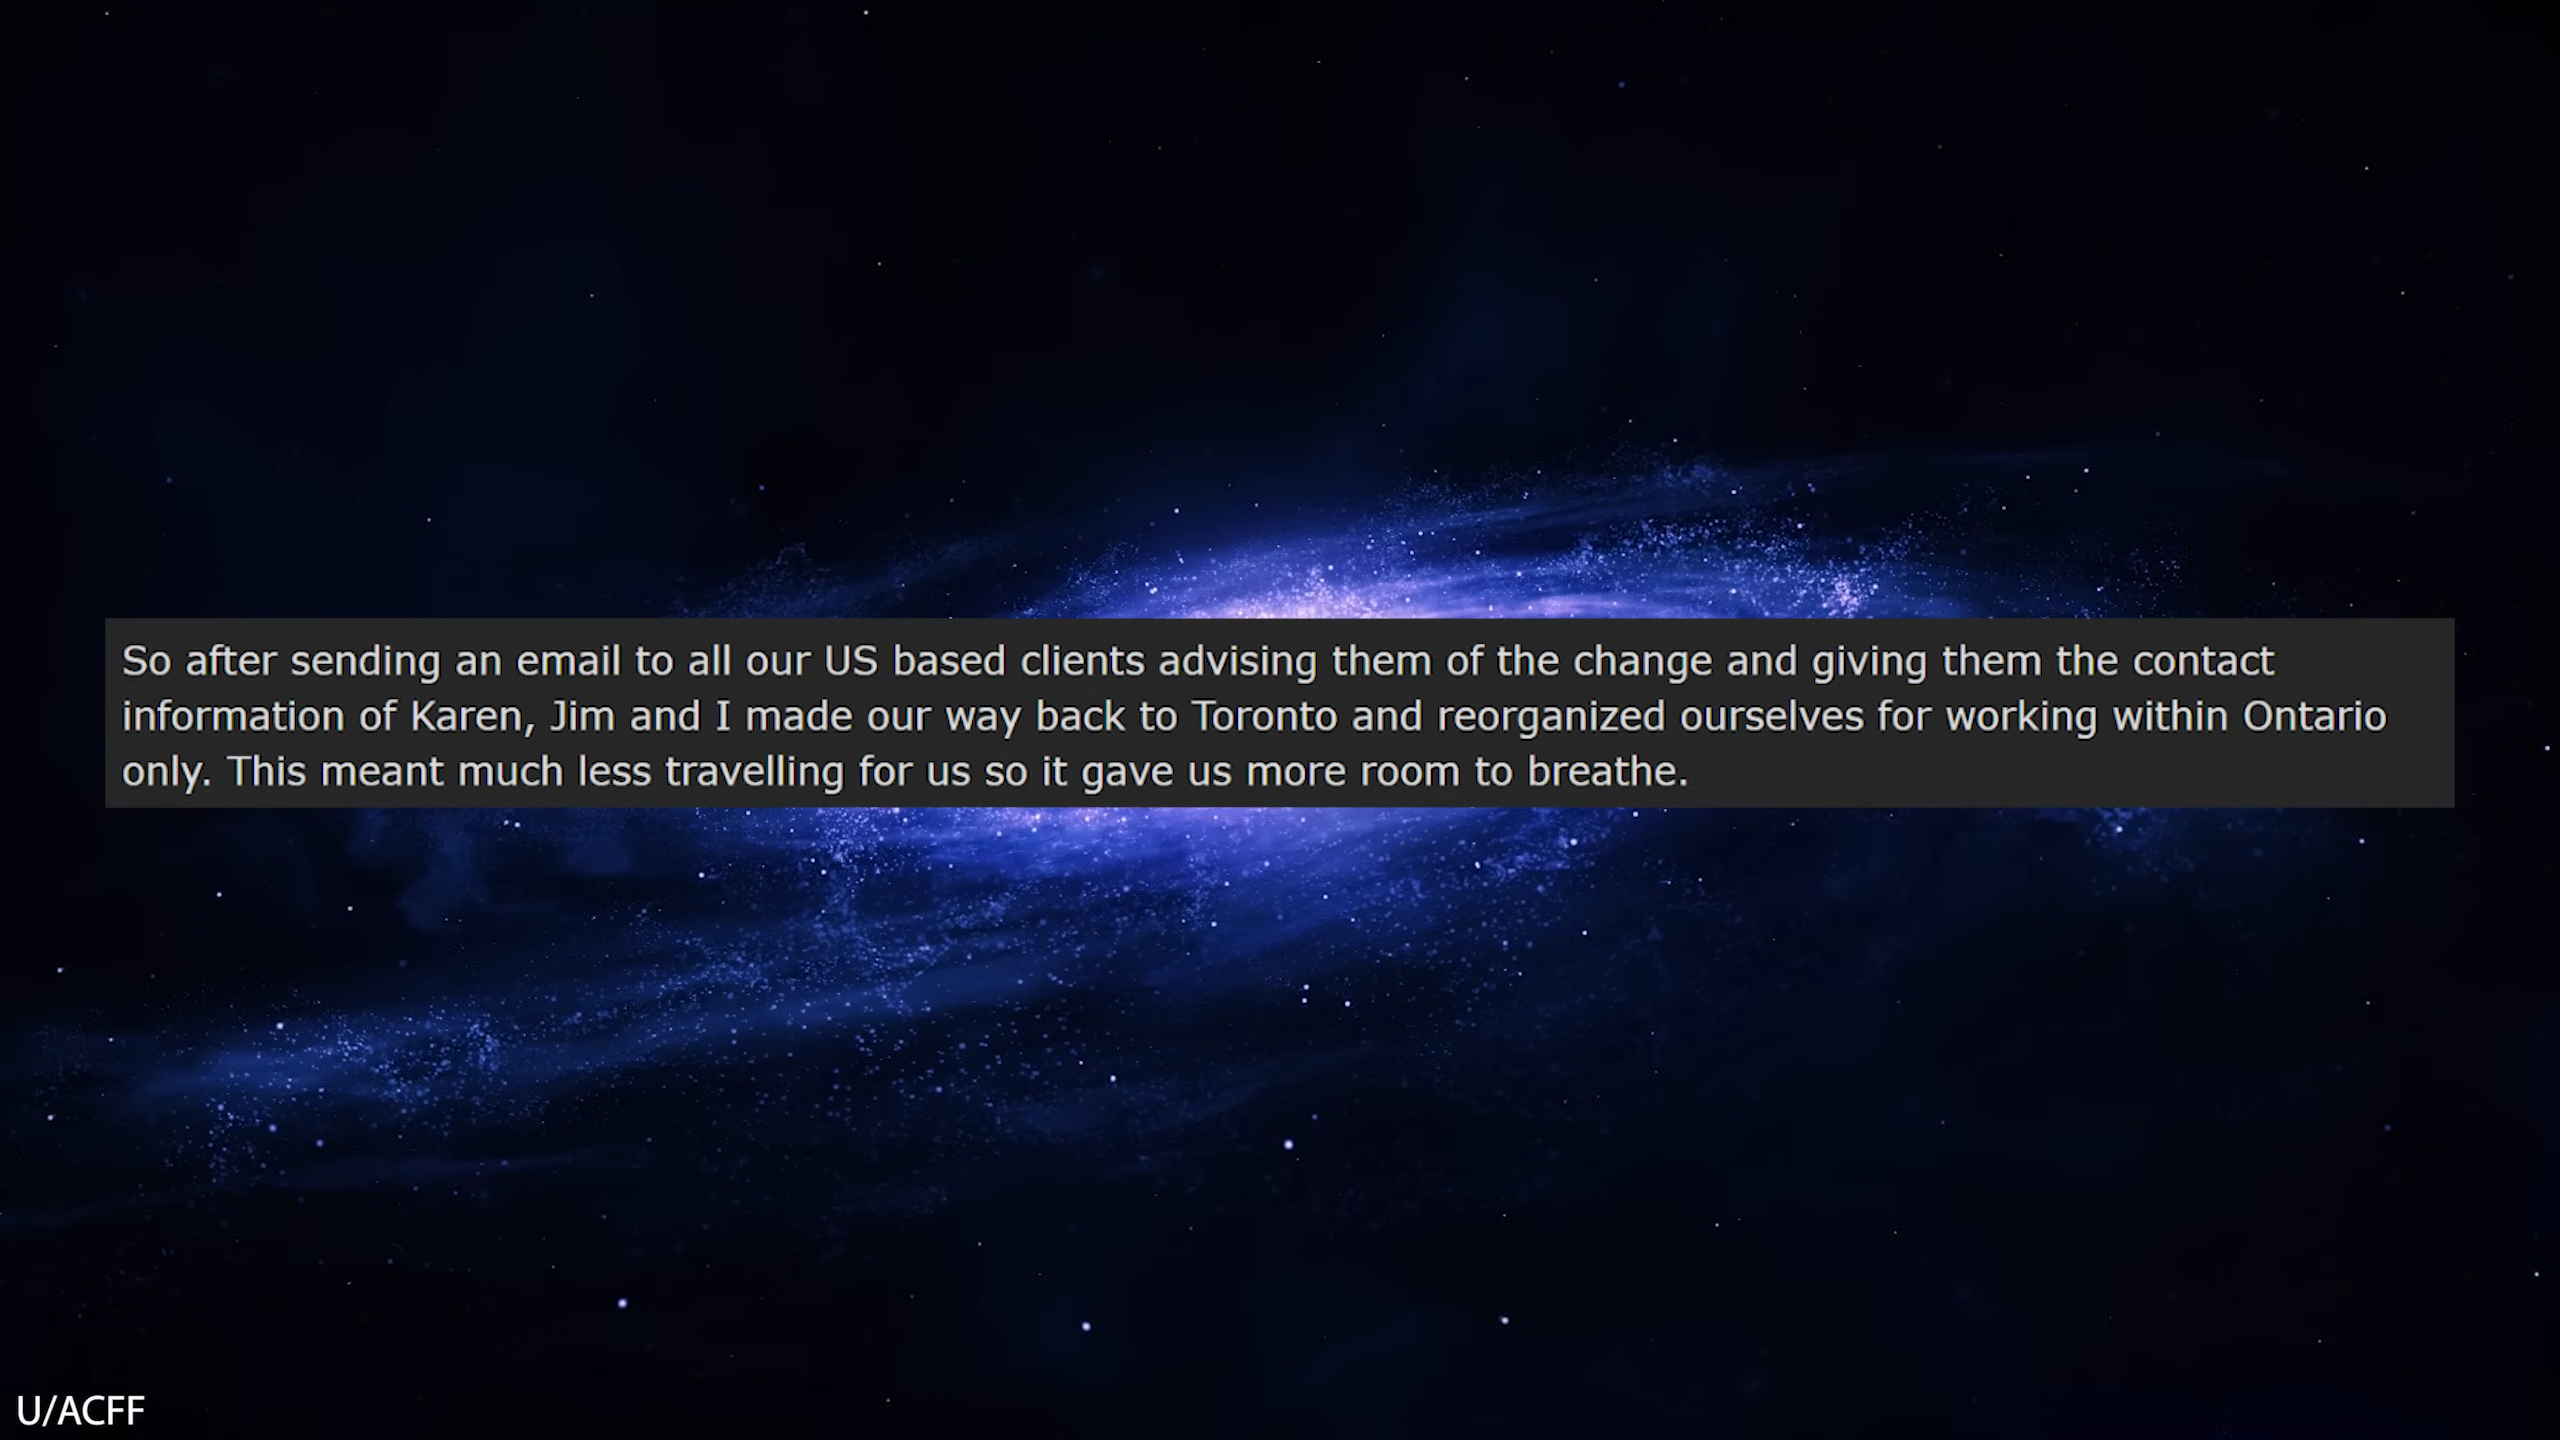 So after sending an email to all our US based clients advising them of the change and giving them the contact
information of Karen, Jim and I made our way back to Toronto and reorganized ourselves for working within Ontario
only. This meant much less travelling for us so it gave us more room to breathe.
U/ACFF